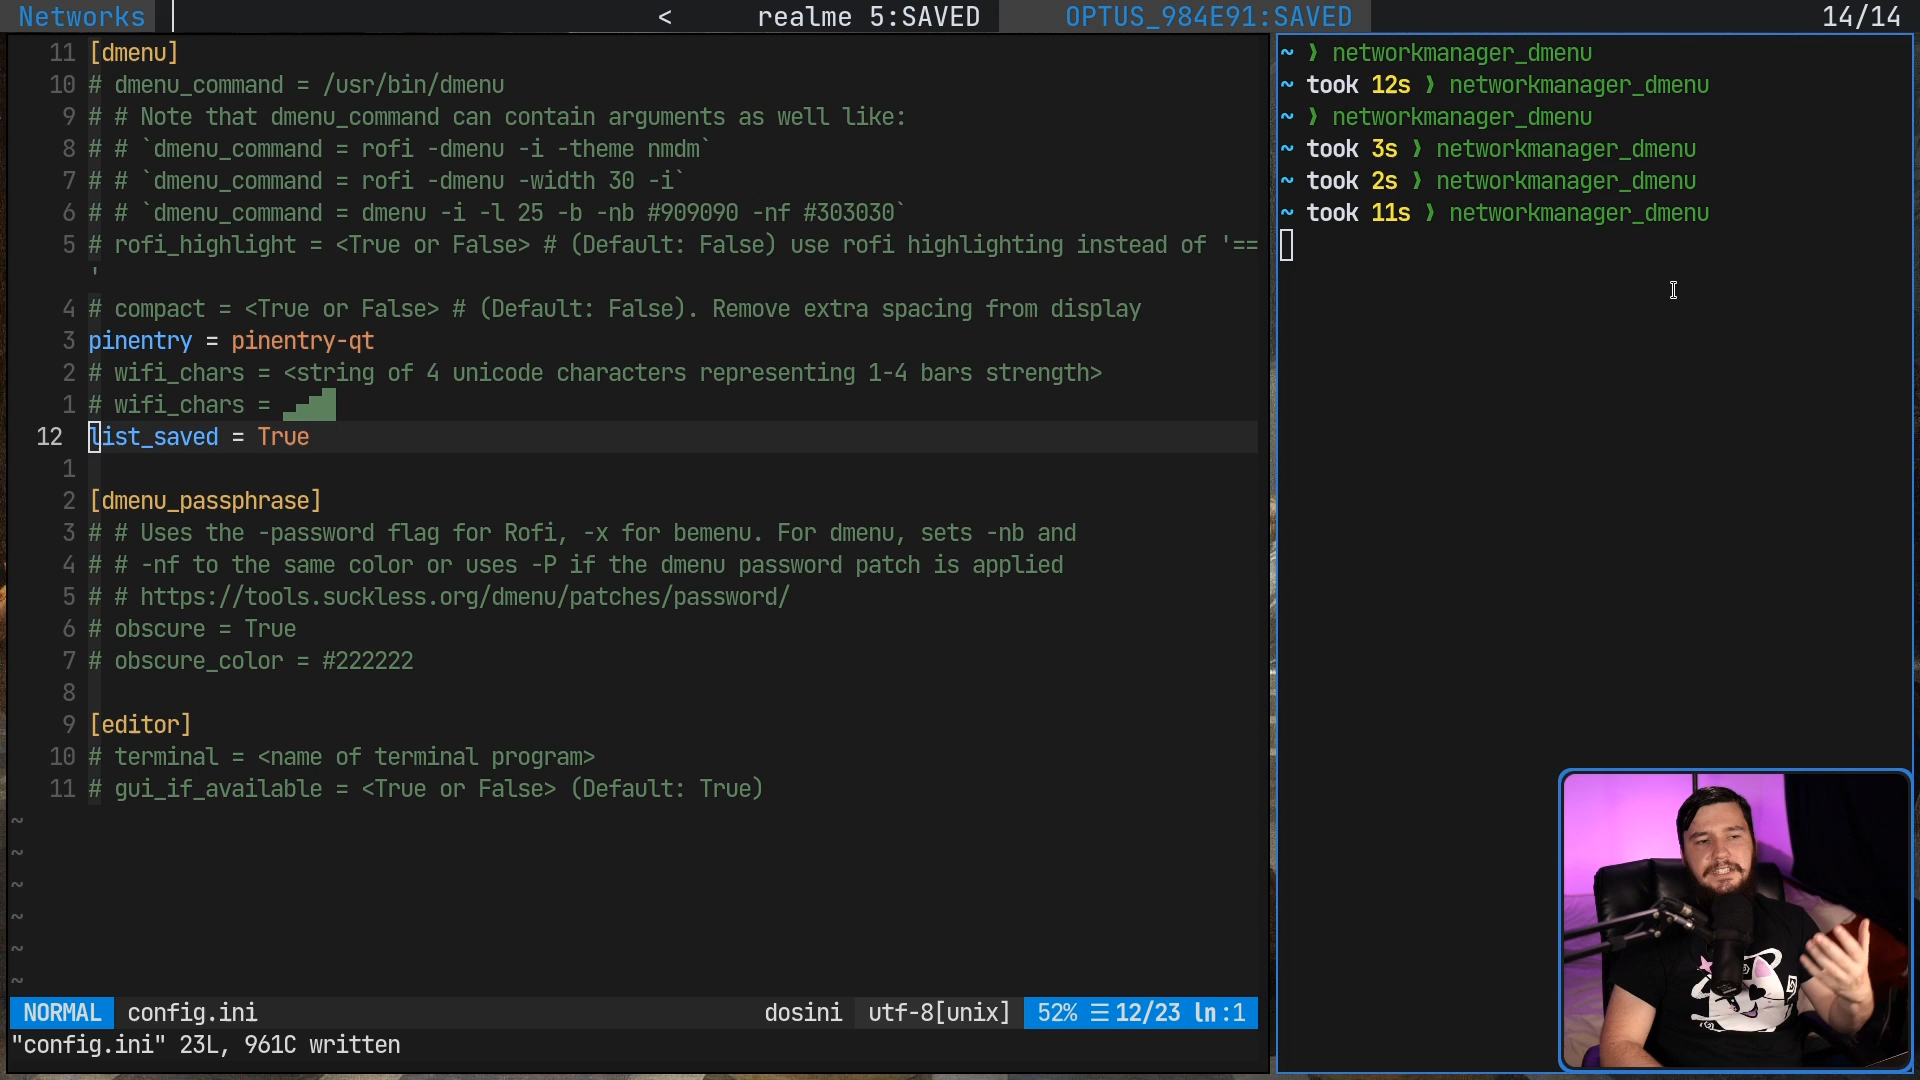 Networks < realme 5:SAVED OPTUS_984E91:SAVED 14/14
11 [dmenu]
10 # dmenu_command = /usr/bin/dmenu
9 # # Note that dmenu_command can contain arguments as well like:
8 # # `dmenu_command = rofi -dmenu -i -theme nmdm`
7 # # `dmenu_command = rofi -dmenu -width 30 -i`
6 # # `dmenu_command = dmenu -i -l 25 -b -nb #909090 -nf #303030`
5 # rofi_highlight = <True or False> # (Default: False) use rofi highlighting instead of '==
'
4 # compact = <True or False> # (Default: False). Remove extra spacing from display
3 pinentry = pinentry-qt
2 # wifi_chars = <string of 4 unicode characters representing 1-4 bars strength>
1 # wifi_chars = ▂▄▆█
12 list_saved = True
1
2 [dmenu_passphrase]
3 # # Uses the -password flag for Rofi, -x for bemenu. For dmenu, sets -nb and
4 # # -nf to the same color or uses -P if the dmenu password patch is applied
5 # # https://tools.suckless.org/dmenu/patches/password/
6 # obscure = True
7 # obscure_color = #222222
8
9 [editor]
10 # terminal = <name of terminal program>
11 # gui_if_available = <True or False> (Default: True)
~
~
~
~
~
~
NORMAL config.ini dosini utf-8[unix] 52% ☰ 12/23 ln:1
"config.ini" 23L, 961C written
~ ❫ networkmanager_dmenu
~ took 12s ❫ networkmanager_dmenu
~ ❫ networkmanager_dmenu
~ took 3s ❫ networkmanager_dmenu
~ took 2s ❫ networkmanager_dmenu
~ took 11s ❫ networkmanager_dmenu